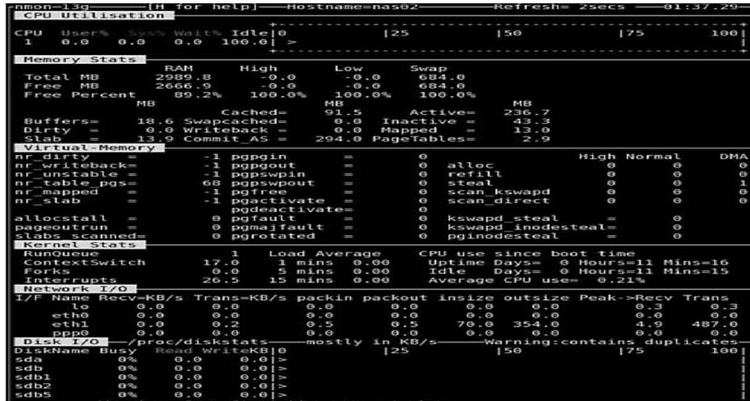 nmon-13g——[H for help]——Hostname=nas02——Refresh= 2secs ——01:37.29
CPU Utilisation
CPU User% Sys% Wait% Idle|0 |25 |50 |75 100|
1 0.0 0.0 0.0 100.0| >
Memory Stats
RAM High Low Swap
Total MB 2989.8 -0.0 -0.0 684.0
Free MB 2666.9 -0.0 -0.0 684.0
Free Percent 89.2% 100.0% 100.0% 100.0%
MB MB MB
Cached= 91.5 Active= 236.7
Buffers= 18.6 Swapcached= 0.0 Inactive = 43.3
Dirty = 0.0 Writeback = 0.0 Mapped = 13.0
Slab = 13.9 Commit_AS = 294.0 PageTables= 2.9
Virtual-Memory
nr_dirty = -1 pgpgin = 0 High Normal DMA
nr_writeback= -1 pgpgout = 0 alloc 0 0 0
nr_unstable = -1 pgpswpin = 0 refill 0 0 0
nr_table_pgs= 68 pgpswpout = 0 steal 0 0 1
nr_mapped = -1 pgfree = 0 scan_kswapd 0 0 0
nr_slab = -1 pgactivate = 0 scan_direct 0 0 0
pgdeactivate= 0
allocstall = 0 pgfault = 0 kswapd_steal = 0
pageoutrun = 0 pgmajfault = 0 kswapd_inodesteal= 0
slabs_scanned= 0 pgrotated = 0 pginodesteal = 0
Kernel Stats
RunQueue 1 Load Average CPU use since boot time
ContextSwitch 17.0 1 mins 0.00 Uptime Days= 0 Hours=11 Mins=16
Forks 0.0 5 mins 0.00 Idle Days= 0 Hours=11 Mins=15
Interrupts 26.5 15 mins 0.00 Average CPU use= 0.21%
Network I/O
I/F Name Recv=KB/s Trans=KB/s packin packout insize outsize Peak->Recv Trans
lo 0.0 0.0 0.0 0.0 0.0 0.0 0.3 0.3
eth0 0.0 0.0 0.0 0.0 0.0 0.0 0.0 0.0
eth1 0.0 0.2 0.5 0.5 70.0 354.0 4.9 487.0
ppp0 0.0 0.0 0.0 0.0 0.0 0.0 0.0 0.0
Disk I/O ——/proc/diskstats——mostly in KB/s——Warning:contains duplicates
DiskName Busy Read WriteKB|0 |25 |50 |75 100|
sda 0% 0.0 0.0|>
sdb 0% 0.0 0.0|>
sdb1 0% 0.0 0.0|>
sdb2 0% 0.0 0.0|>
sdb5 0% 0.0 0.0|>